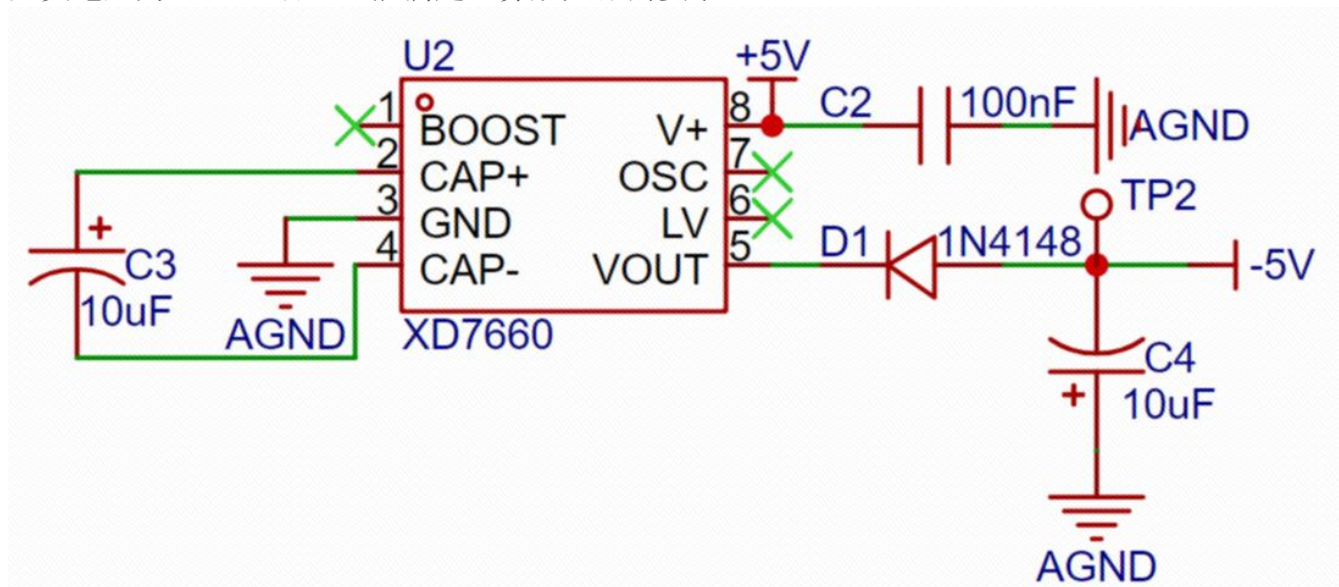 U2
+5V
1
BOOST
V+
8
C2
100nF
AGND
2
CAP+
OSC
7
3
GND
LV
6
TP2
4
CAP-
VOUT
5
D1
1N4148
-5V
+
C3
10uF
AGND
XD7660
C4
+
10uF
AGND